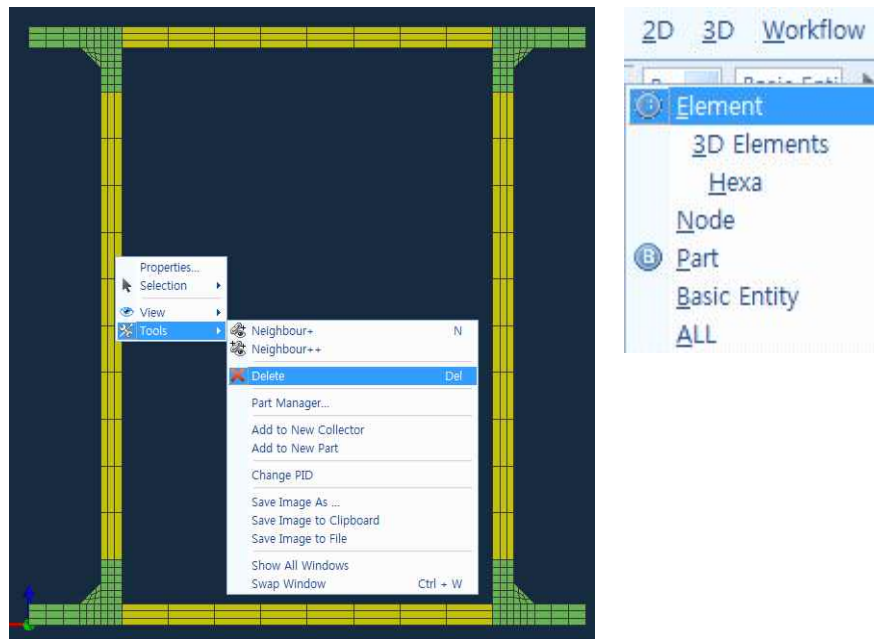 Properties...
Selection
View
Tools
Neighbour+ N
Neighbour++
Delete Del
Part Manager...
Add to New Collector
Add to New Part
Change PID
Save Image As ...
Save Image to Clipboard
Save Image to File
Show All Windows
Swap Window Ctrl + W
2D 3D Workflow
Element
3D Elements
Hexa
Node
B Part
Basic Entity
ALL